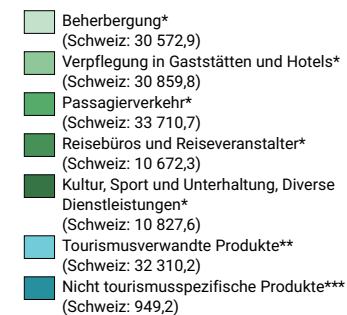 Beherbergung*
(Schweiz: 30 572,9)
Verpflegung in Gaststätten und Hotels*
(Schweiz: 30 859,8)
Passagierverkehr*
(Schweiz: 33 710,7)
Reisebüros und Reiseveranstalter*
(Schweiz: 10 672,3)
Kultur, Sport und Unterhaltung, Diverse
Dienstleistungen*
(Schweiz: 10 827,6)
Tourismusverwandte Produkte**
(Schweiz: 32 310,2)
Nicht tourismusspezifische Produkte***
(Schweiz: 949,2)